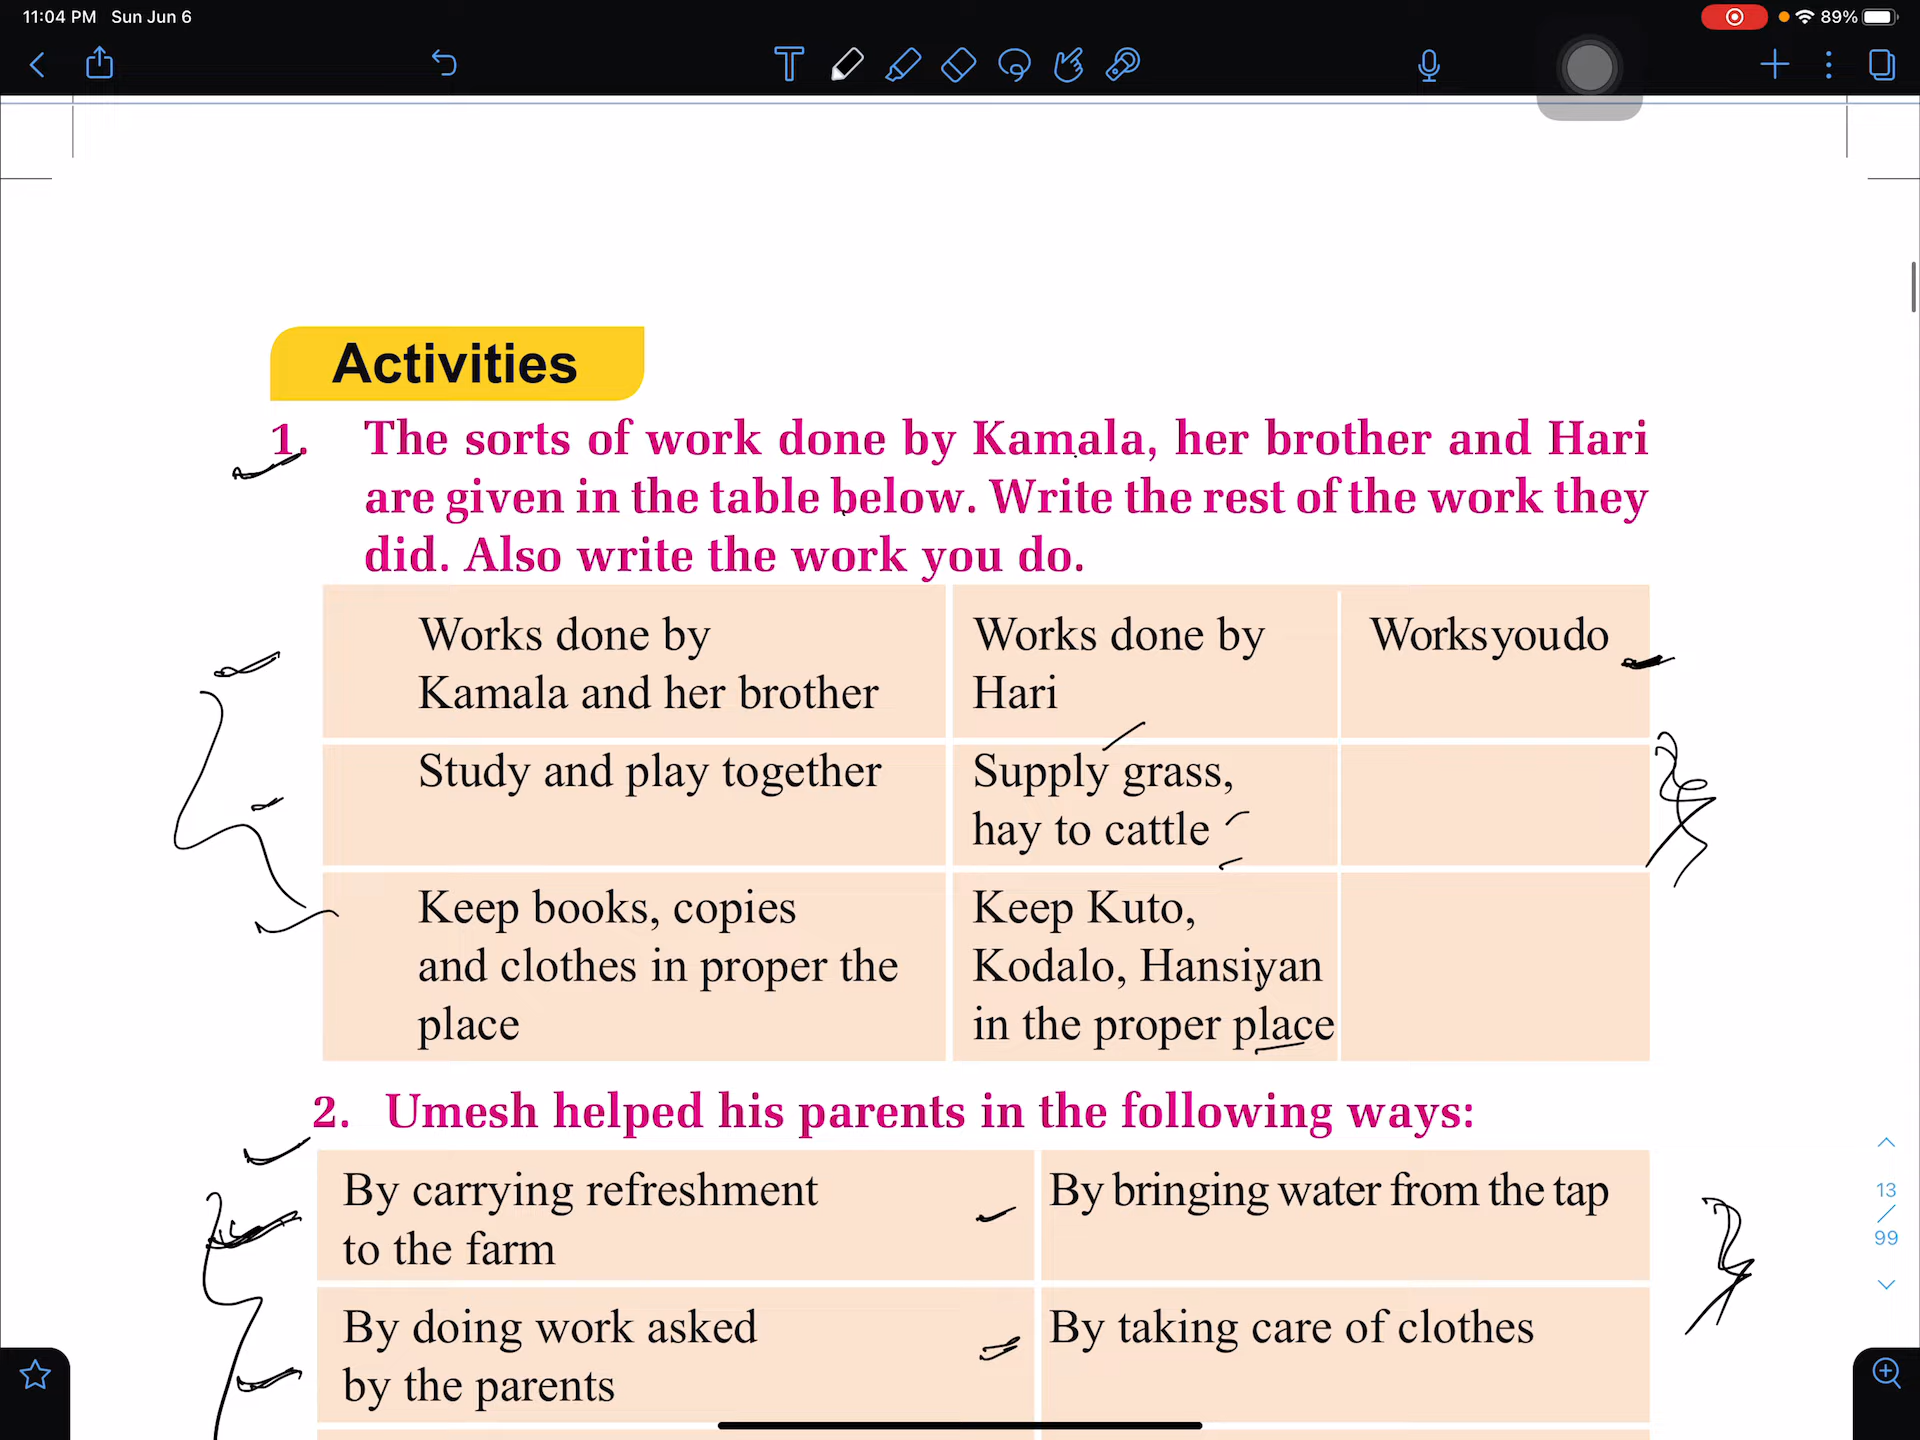 11:04 PM Sun Jun 6
89%
Activities
1. The sorts of work done by Kamala, her brother and Hari
are given in the table below. Write the rest of the work they
did. Also write the work you do.
Works done by
Kamala and her brother
Works done by
Hari
Worksyoudo
Study and play together
Supply grass,
hay to cattle
Keep books, copies
and clothes in proper the
place
Keep Kuto,
Kodalo, Hansiyan
in the proper place
2. Umesh helped his parents in the following ways:
By carrying refreshment
to the farm
By bringing water from the tap
By doing work asked
by the parents
By taking care of clothes
13
/
99